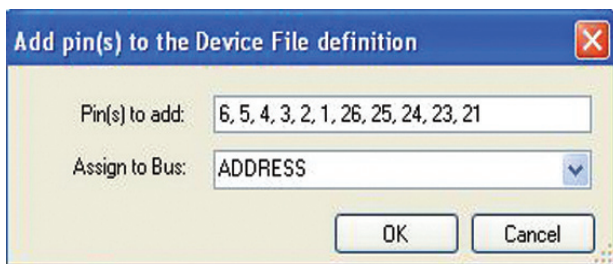 Add pin(s) to the Device File definition
Pin(s) to add: 6, 5, 4, 3, 2, 1, 26, 25, 24, 23, 21
Assign to Bus: ADDRESS
OK Cancel